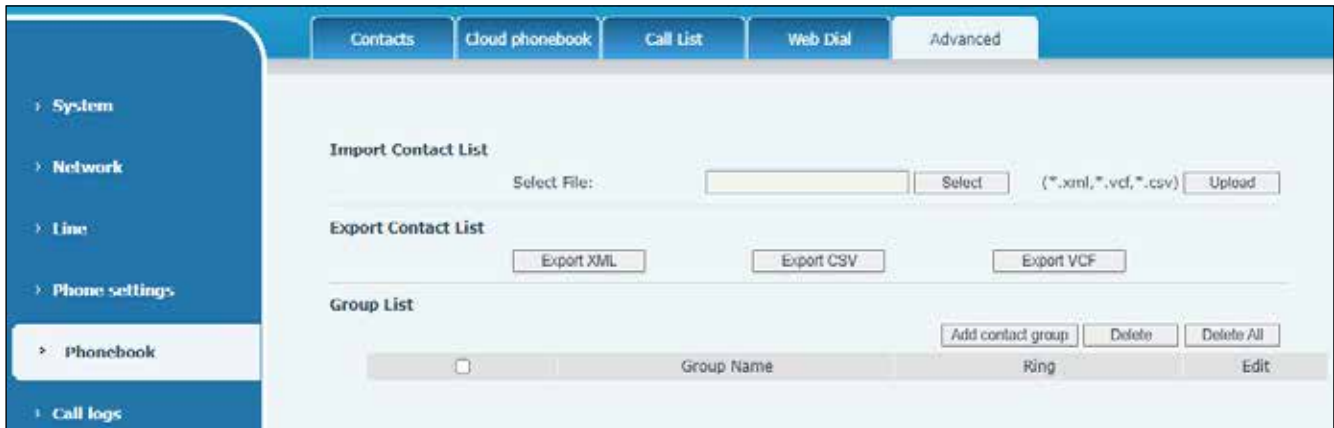 Contacts Cloud phonebook Call List Web Dial Advanced
› System
› Network
› Line
› Phone settings
› Phonebook
› Call logs
Import Contact List
Select File: Select (*.xml,*.vcf,*.csv) Upload
Export Contact List
Export XML Export CSV Export VCF
Group List
Add contact group Delete Delete All
Group Name Ring Edit